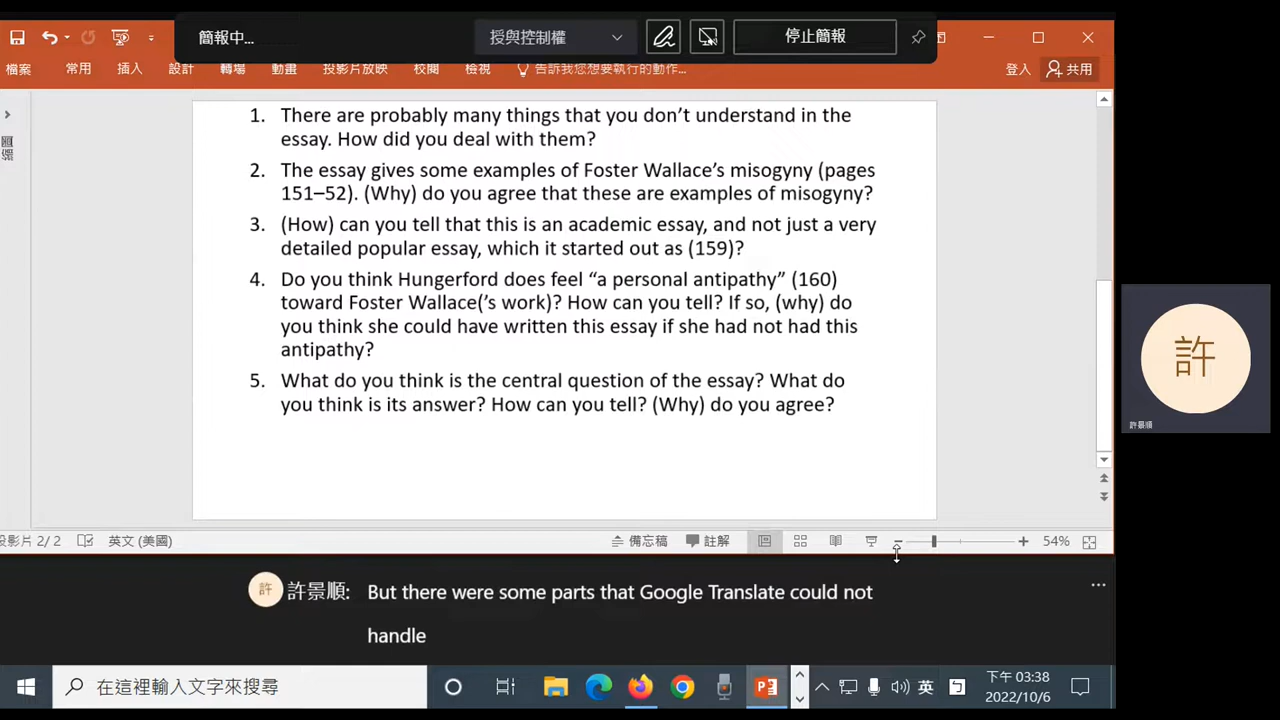 簡報中...
授與控制權
停止簡報
檔案
常用
插入
設計
轉場
動畫
投影片放映
校閱
檢視
告訴我您想要執行的動作...
登入
共用
1. There are probably many things that you don’t understand in the
essay. How did you deal with them?
2. The essay gives some examples of Foster Wallace’s misogyny (pages
151–52). (Why) do you agree that these are examples of misogyny?
3. (How) can you tell that this is an academic essay, and not just a very
detailed popular essay, which it started out as (159)?
4. Do you think Hungerford does feel “a personal antipathy” (160)
toward Foster Wallace(’s work)? How can you tell? If so, (why) do
you think she could have written this essay if she had not had this
antipathy?
5. What do you think is the central question of the essay? What do
you think is its answer? How can you tell? (Why) do you agree?
許
許景順
投影片 2/ 2
英文 (美國)
備忘稿
註解
54%
許
許景順:
But there were some parts that Google Translate could not
handle
在這裡輸入文字來搜尋
英
下午 03:38
2022/10/6